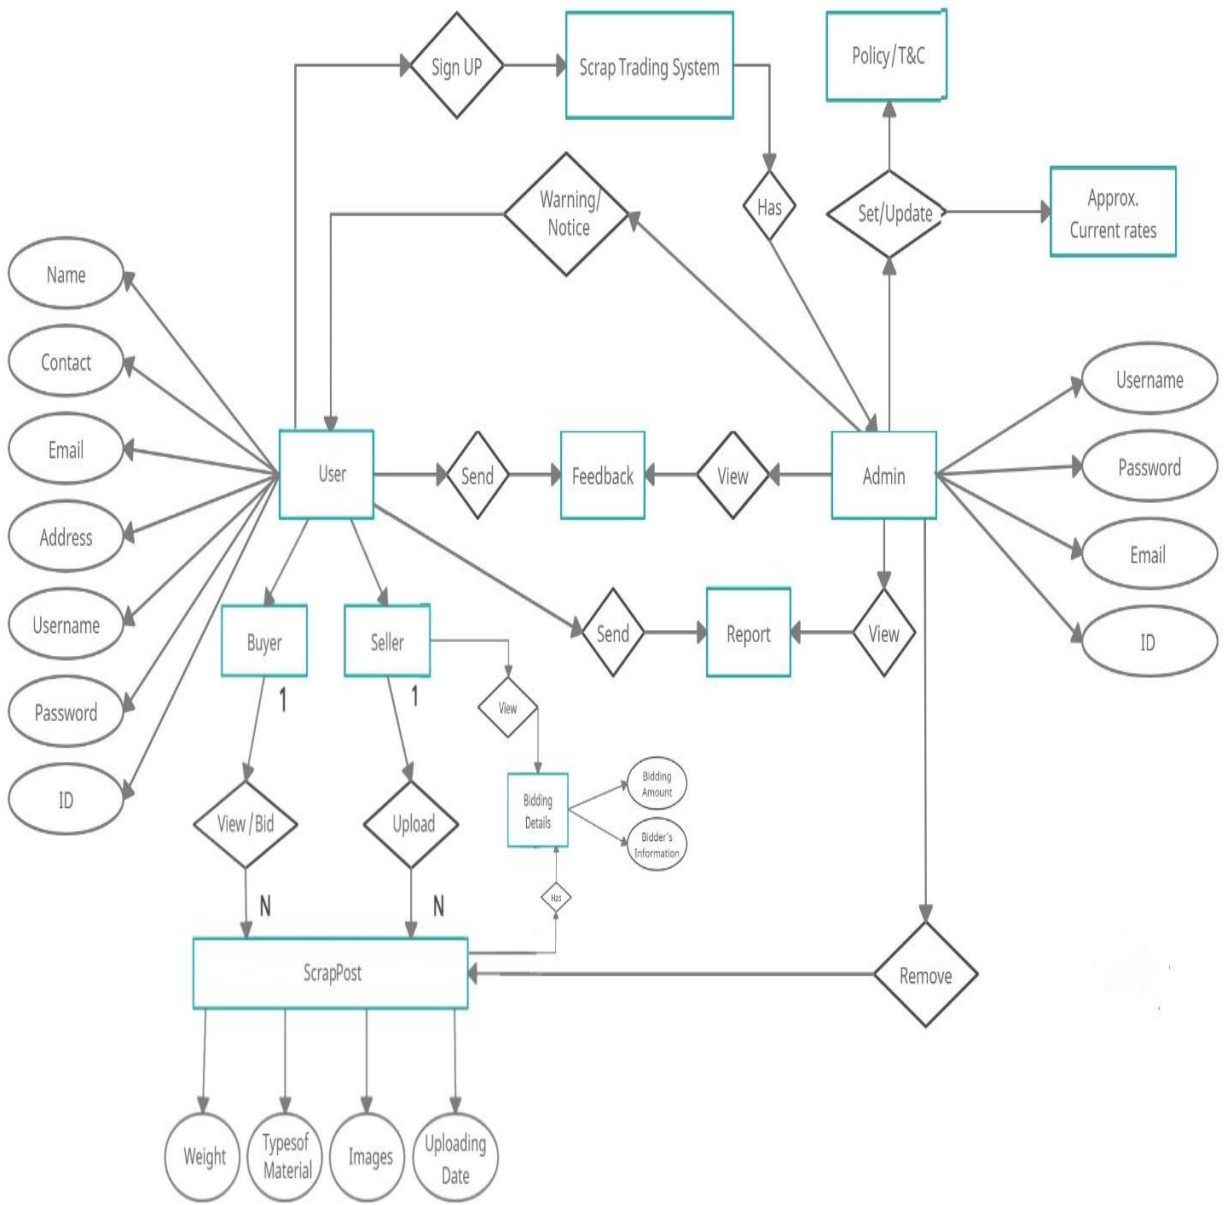 Sign UP
Scrap Trading System
Policy/T&C
Warning/
Notice
Has
Set/Update
Approx.
Current rates
Name
Contact
Email
Address
Username
Password
ID
User
Send
Feedback
View
Admin
Username
Password
Email
ID
Buyer
Seller
Send
Report
View
1
1
View
View/Bid
Upload
Bidding
Details
Bidding
Amount
Bidder's
Information
N
N
Has
ScrapPost
Remove
Weight
Typesof
Material
Images
Uploading
Date